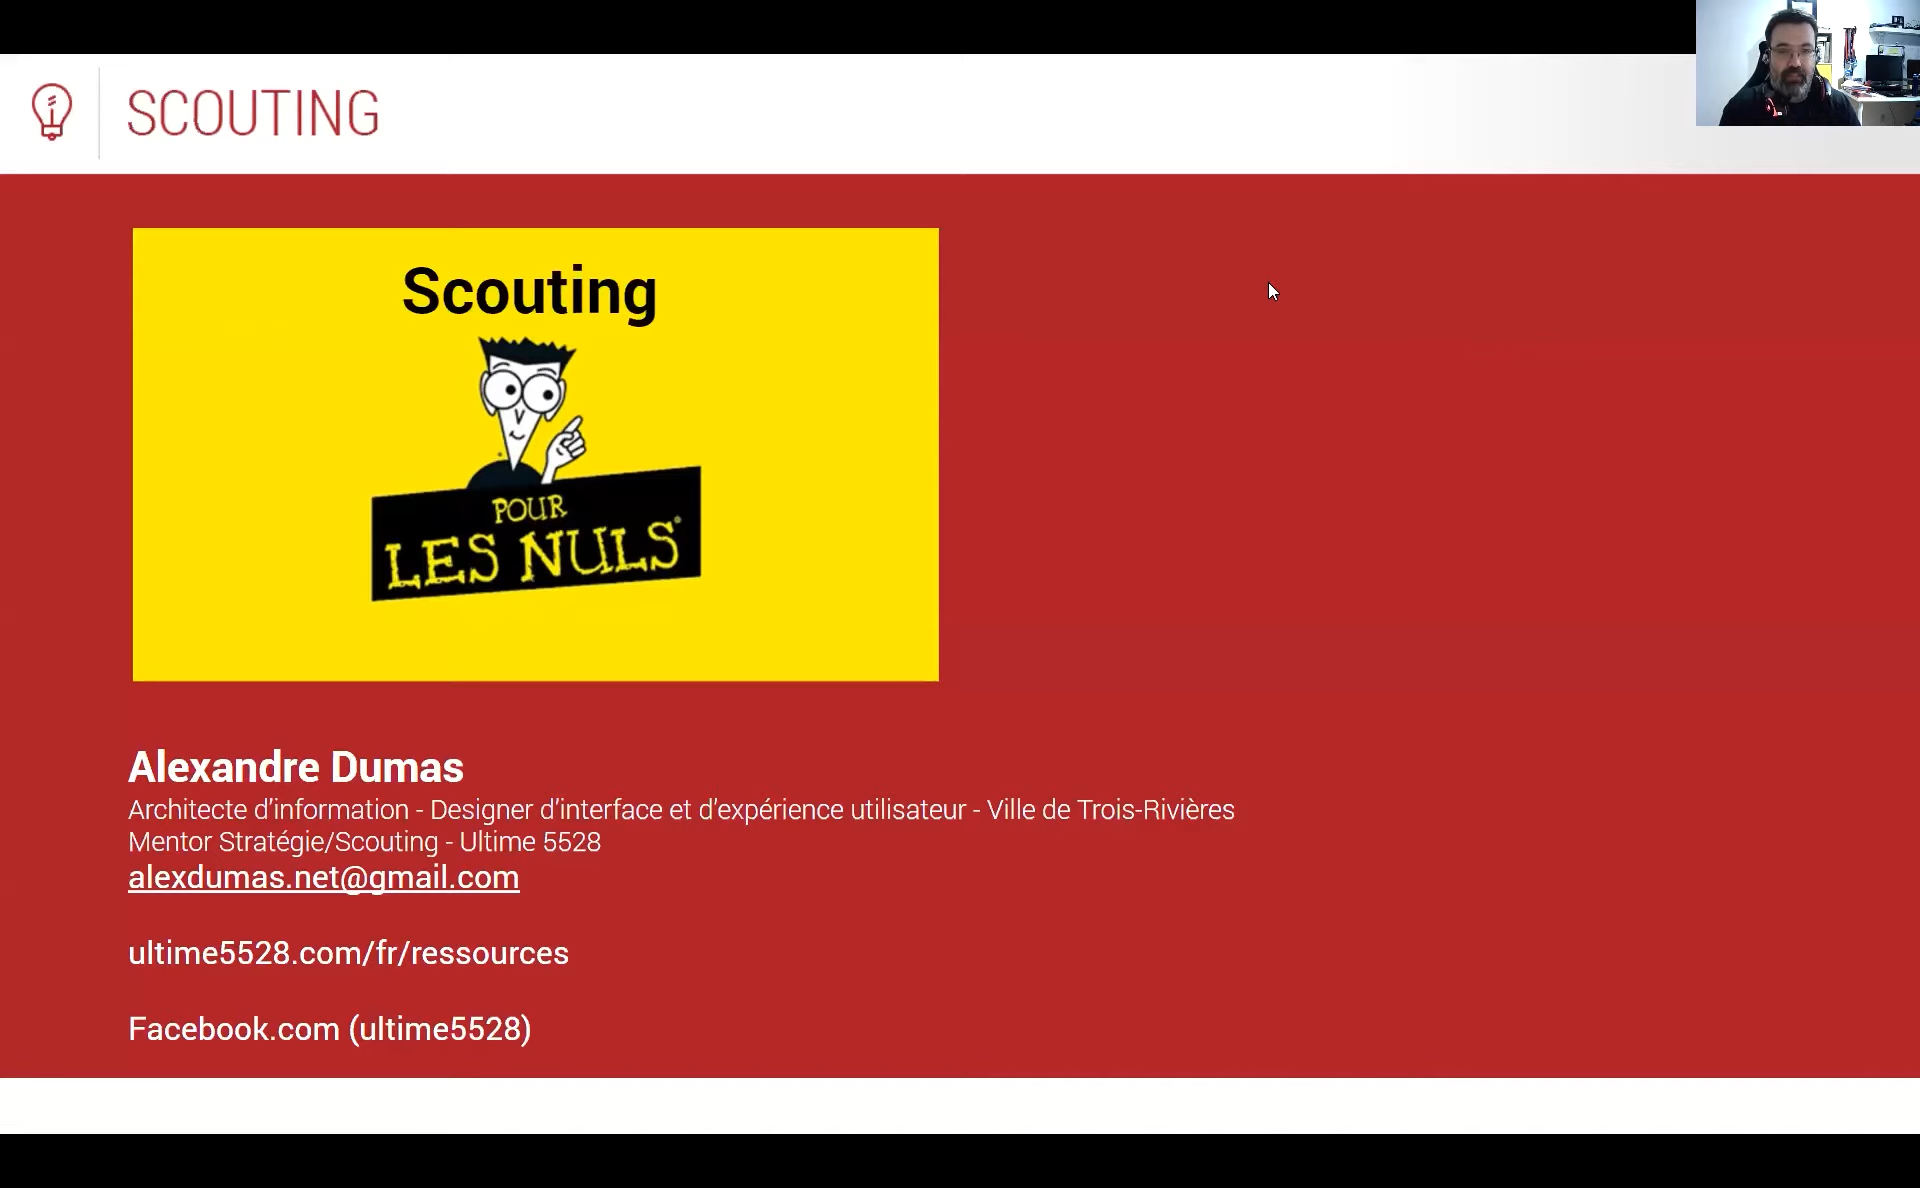 SCOUTING
Scouting
POUR
LES NULS®
Alexandre Dumas
Architecte d'information - Designer d'interface et d'expérience utilisateur - Ville de Trois-Rivières
Mentor Stratégie/Scouting - Ultime 5528
alexdumas.net@gmail.com
ultime5528.com/fr/ressources
Facebook.com (ultime5528)